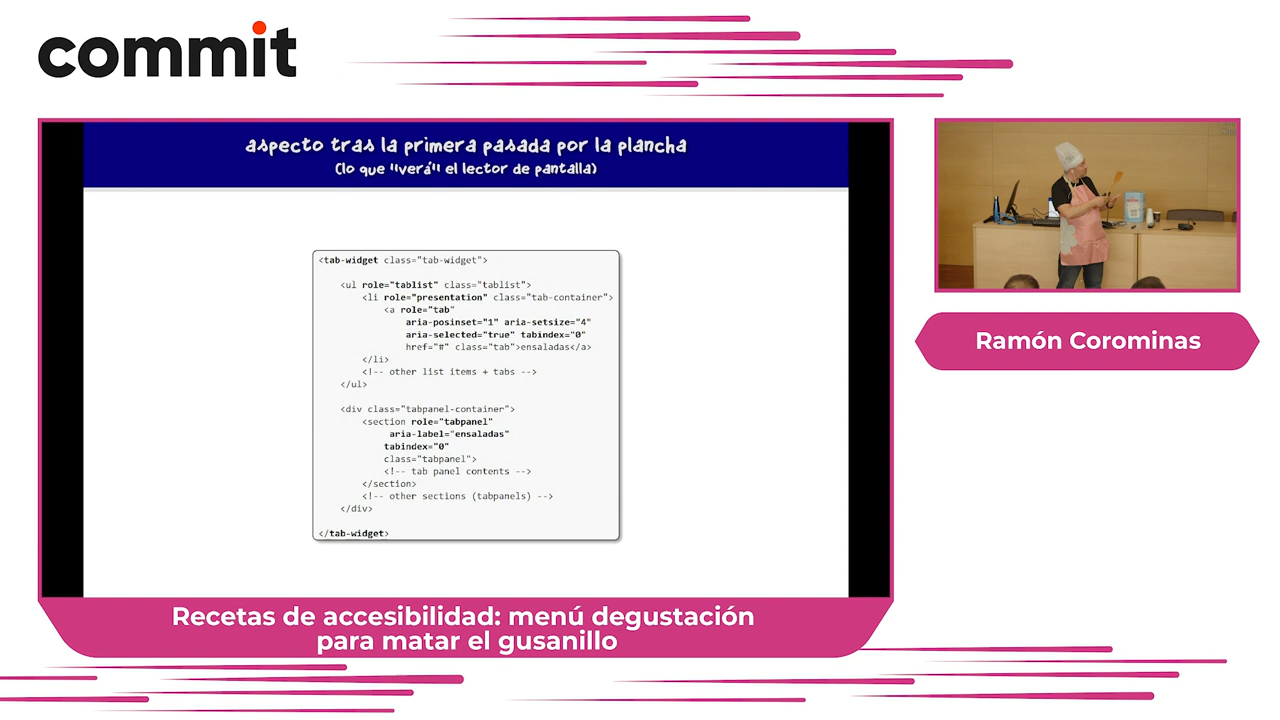 commit
aspecto tras la primera pasada por la plancha
(lo que "verá" el lector de pantalla)
<tab-widget class="tab-widget">
<ul role="tablist" class="tablist">
<li role="presentation" class="tab-container">
<a role="tab"
aria-posinset="1" aria-setsize="4"
aria-selected="true" tabindex="0"
href="#" class="tab">ensaladas</a>
</li>
<!-- other list items + tabs -->
</ul>
<div class="tabpanel-container">
<section role="tabpanel"
aria-label="ensaladas"
tabindex="0"
class="tabpanel">
<!-- tab panel contents -->
</section>
<!-- other sections (tabpanels) -->
</div>
</tab-widget>
Ramón Corominas
Recetas de accesibilidad: menú degustación
para matar el gusanillo